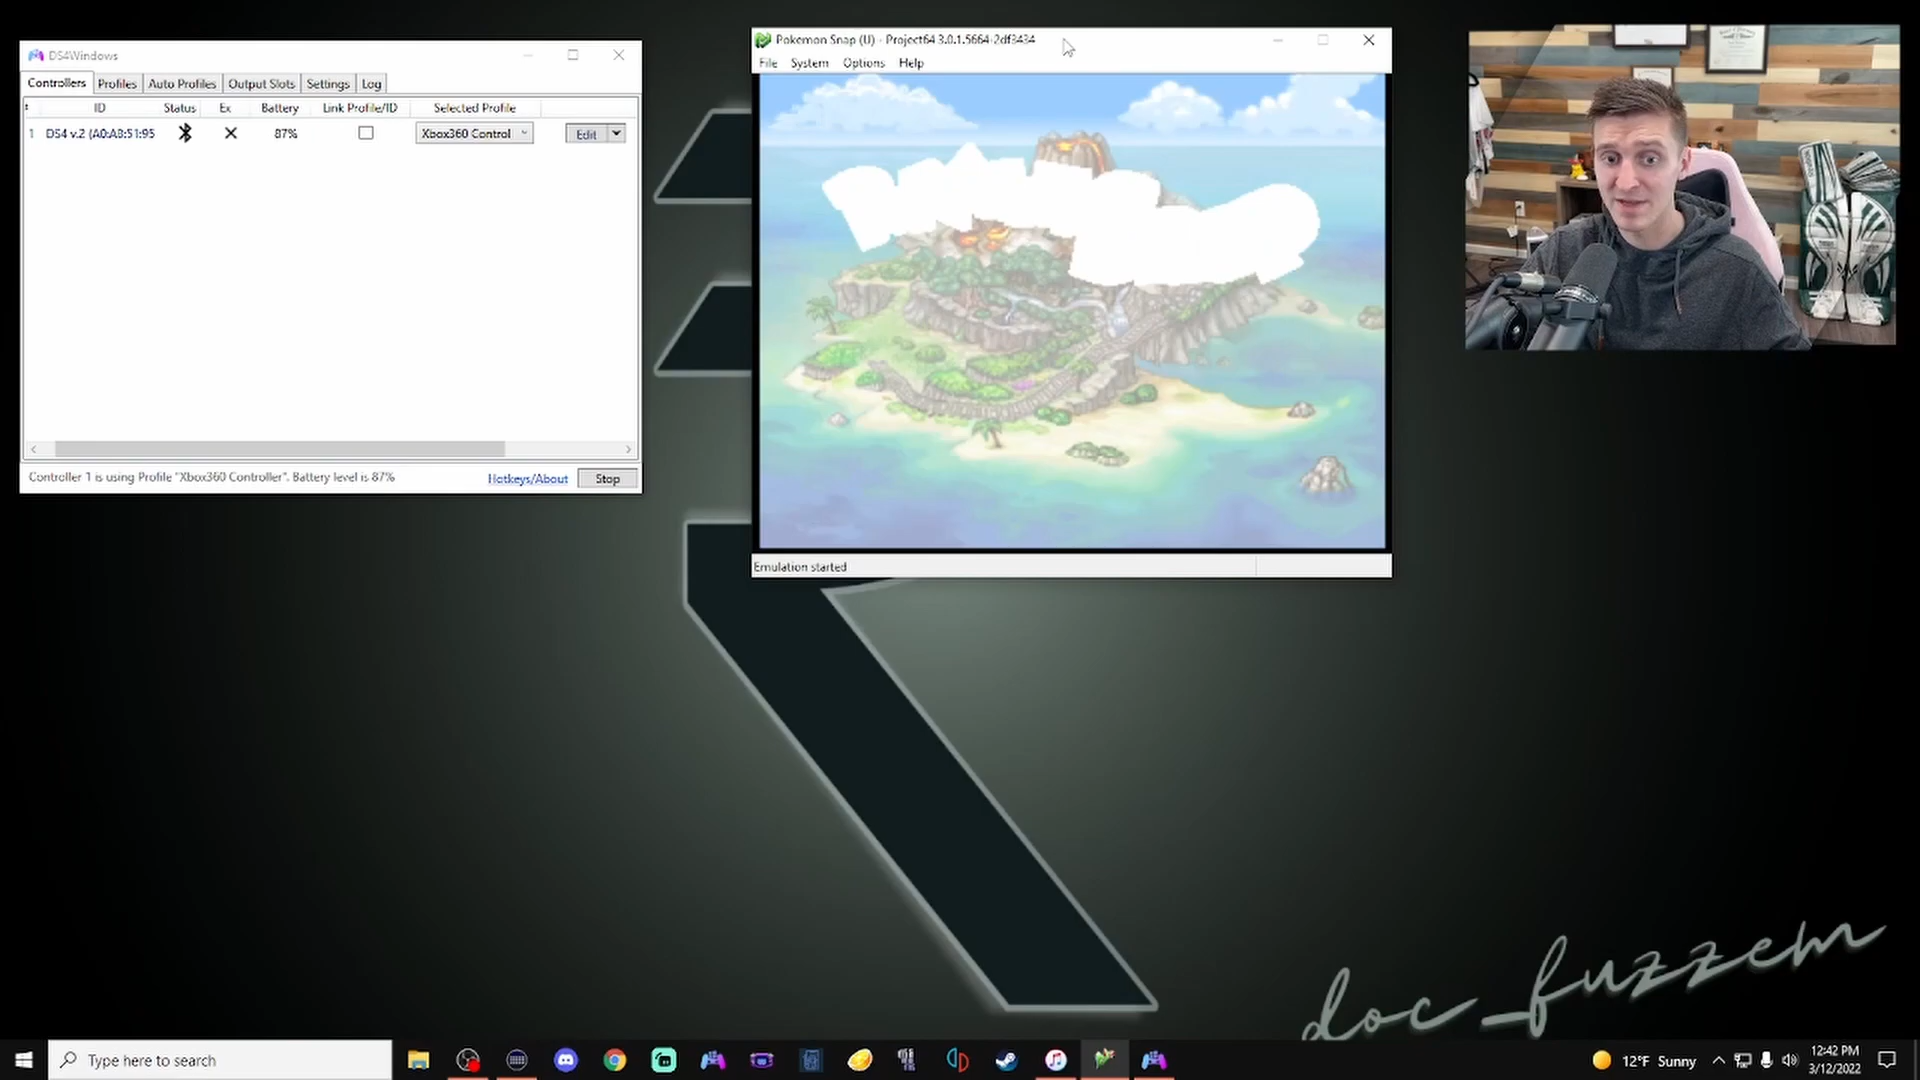 DS4Windows
Controllers Profiles Auto Profiles Output Slots Settings Log
ID Status Ex Battery Link Profile/ID Selected Profile
1 DS4 v.2 (A0:AB:51:95 87% Xbox360 Control Edit
Controller 1 is using Profile "Xbox360 Controller". Battery level is 87% Hotkeys/About Stop
Pokemon Snap (U) - Project64 3.0.1.5664-2df3434
File System Options Help
Emulation started
doc_fuzzem
Type here to search
12°F Sunny
12:42 PM
3/12/2022